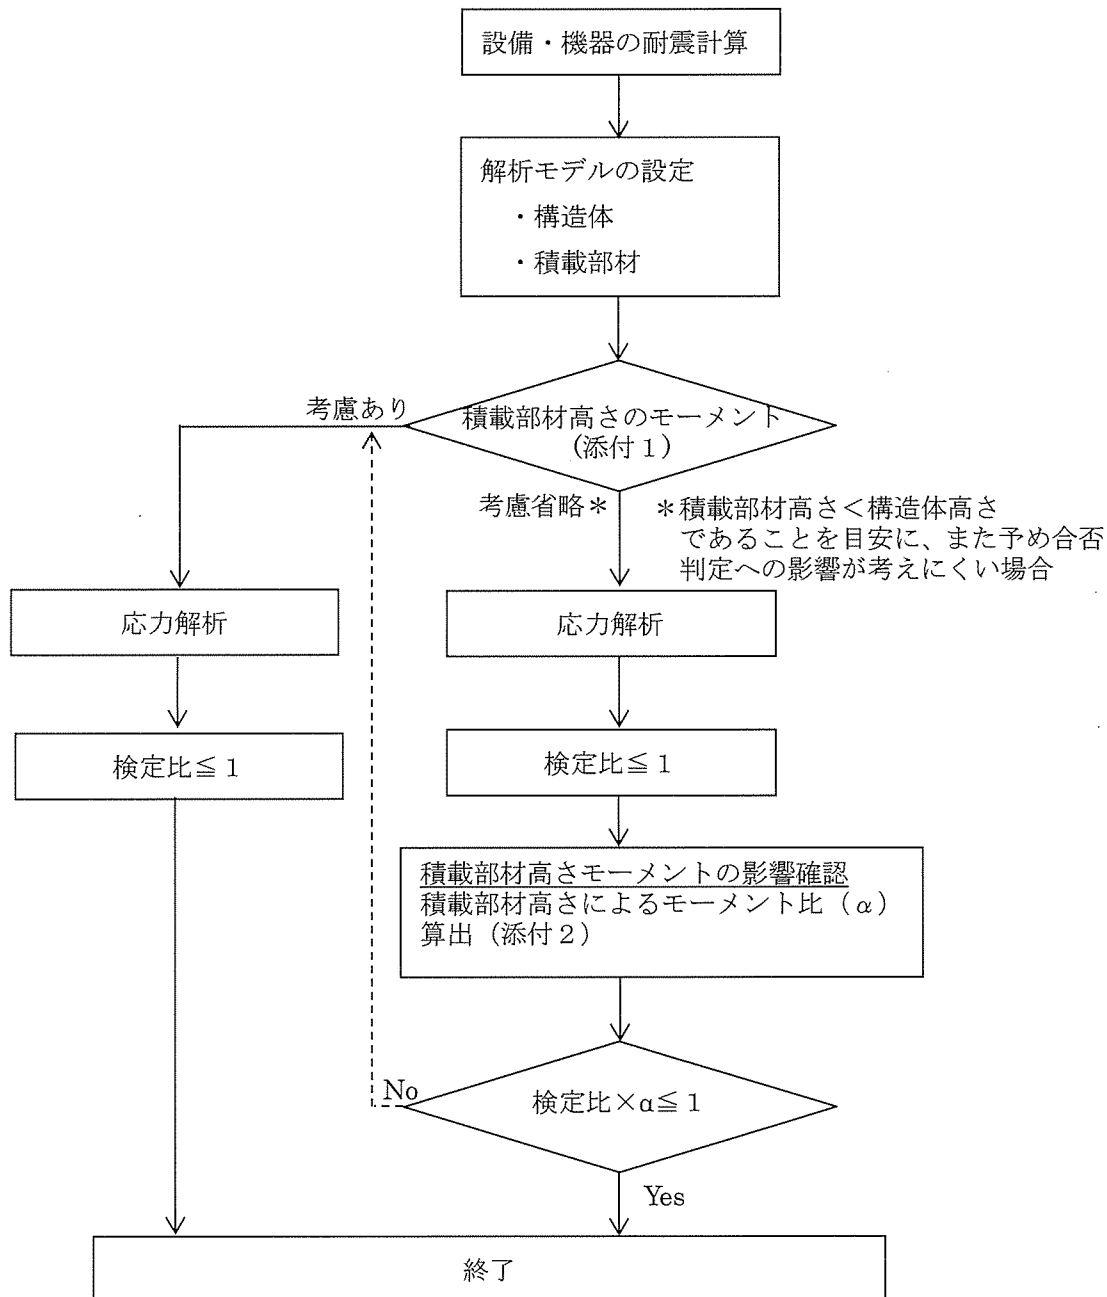 設備・機器の耐震計算
解析モデルの設定
・構造体
・積載部材
考慮あり
積載部材高さのモーメント
(添付１)
考慮省略＊
＊積載部材高さ＜構造体高さ
であることを目安に、また予め合否
判定への影響が考えにくい場合
応力解析
応力解析
検定比≦１
検定比≦１
積載部材高さモーメントの影響確認
積載部材高さによるモーメント比（α）
算出（添付２）
No
検定比×α≦１
Yes
終了